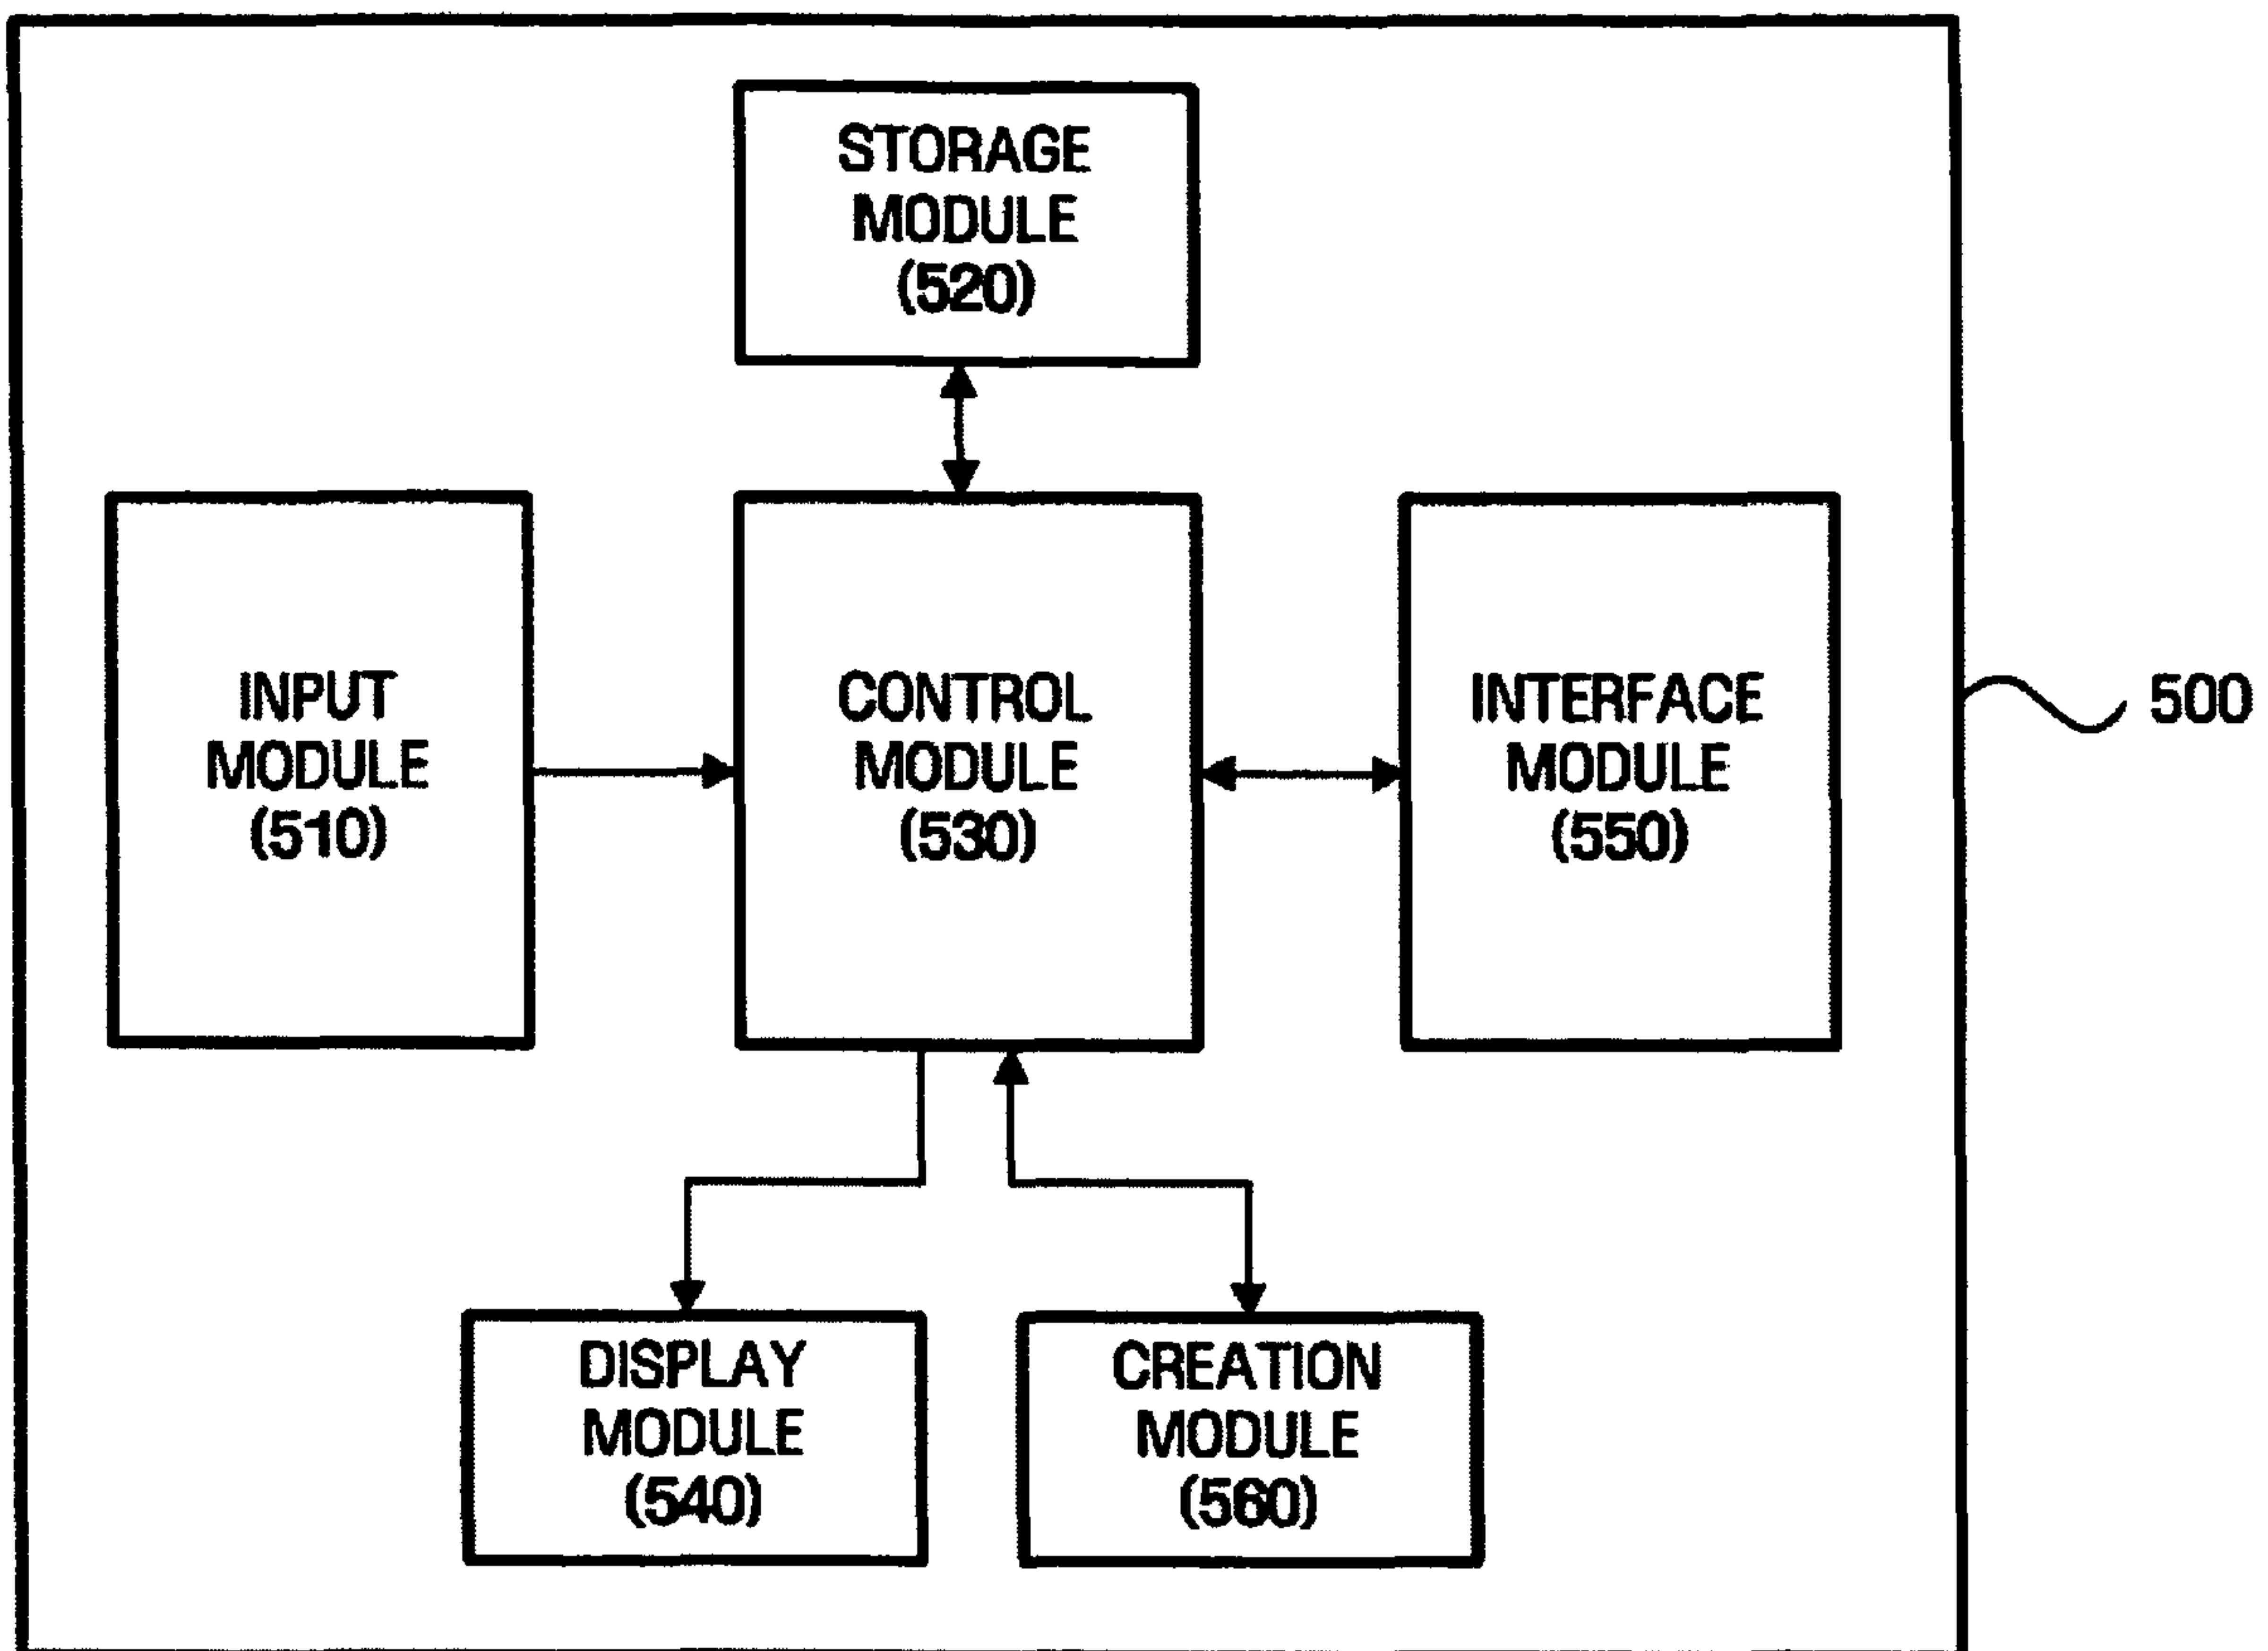 STORAGE
MODULE
(520)
INPUT
MODULE
(510)
CONTROL
MODULE
(530)
INTERFACE
MODULE
(550)
500
DISPLAY
MODULE
(540)
CREATION
MODULE
(560)